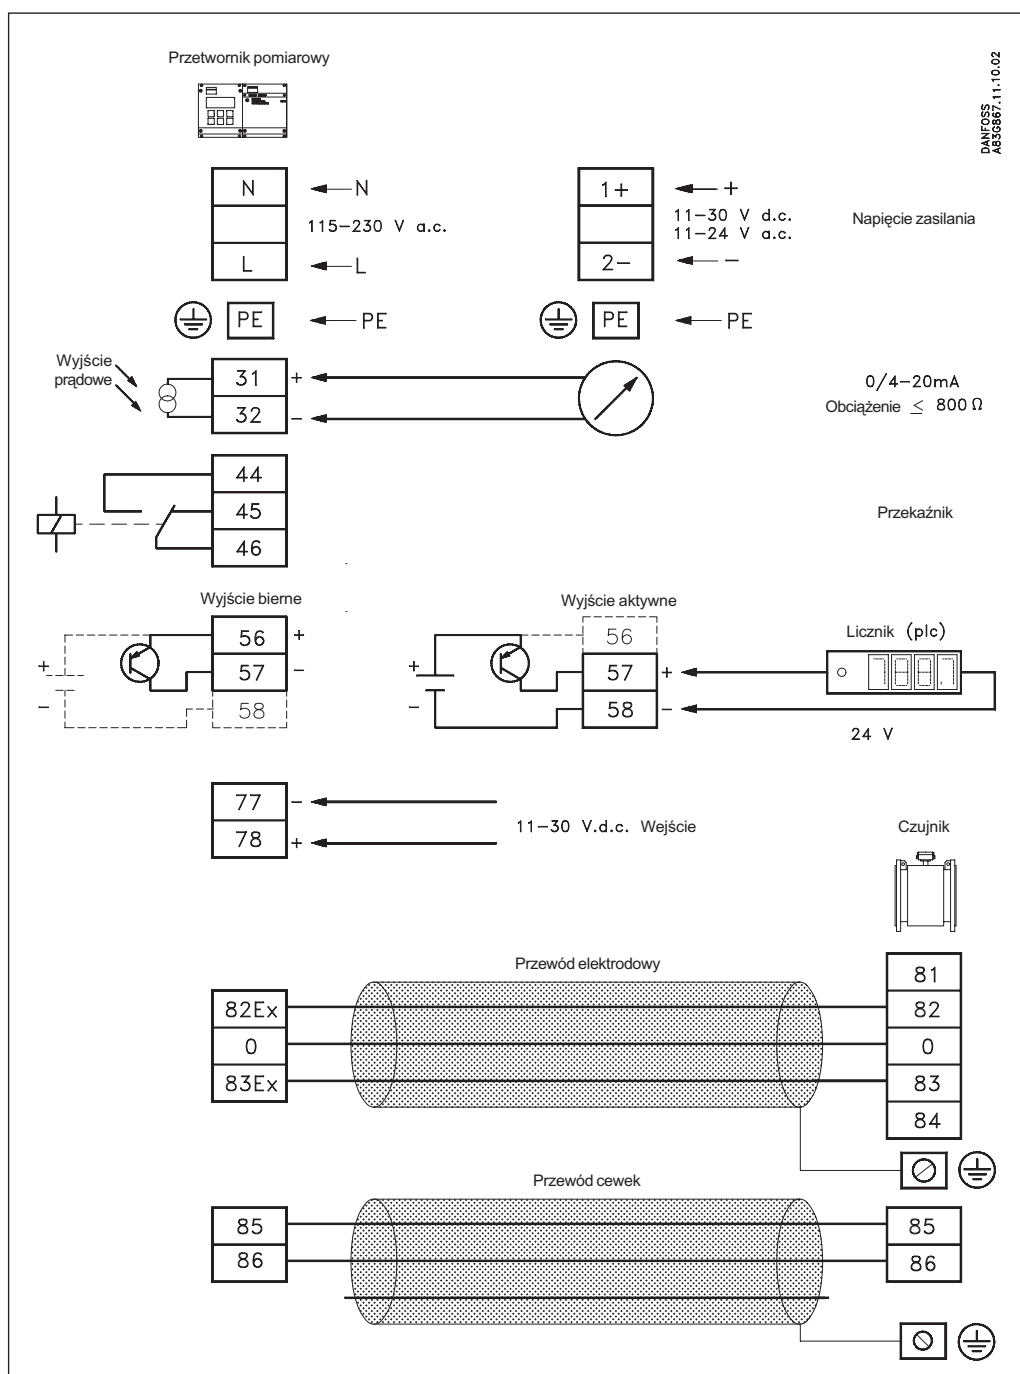 Przetwornik pomiarowy
DANFOSS
A83G867.11.10.02
N
N
115-230 V a.c.
L
L
1+
+
11-30 V d.c.
11-24 V a.c.
2-
-
Napięcie zasilania
PE
PE
PE
PE
Wyjście
prądowe
31
+
32
-
0/4-20mA
Obciążenie ≤ 800 Ω
44
45
46
Przekaźnik
Wyjście bierne
56
+
57
-
58
+
-
Wyjście aktywne
56
57
+
58
-
+
-
Licznik (plc)
24 V
77
-
78
+
11-30 V.d.c. Wejście
Czujnik
Przewód elektrodowy
82Ex
0
83Ex
81
82
0
83
84
Przewód cewek
85
86
85
86